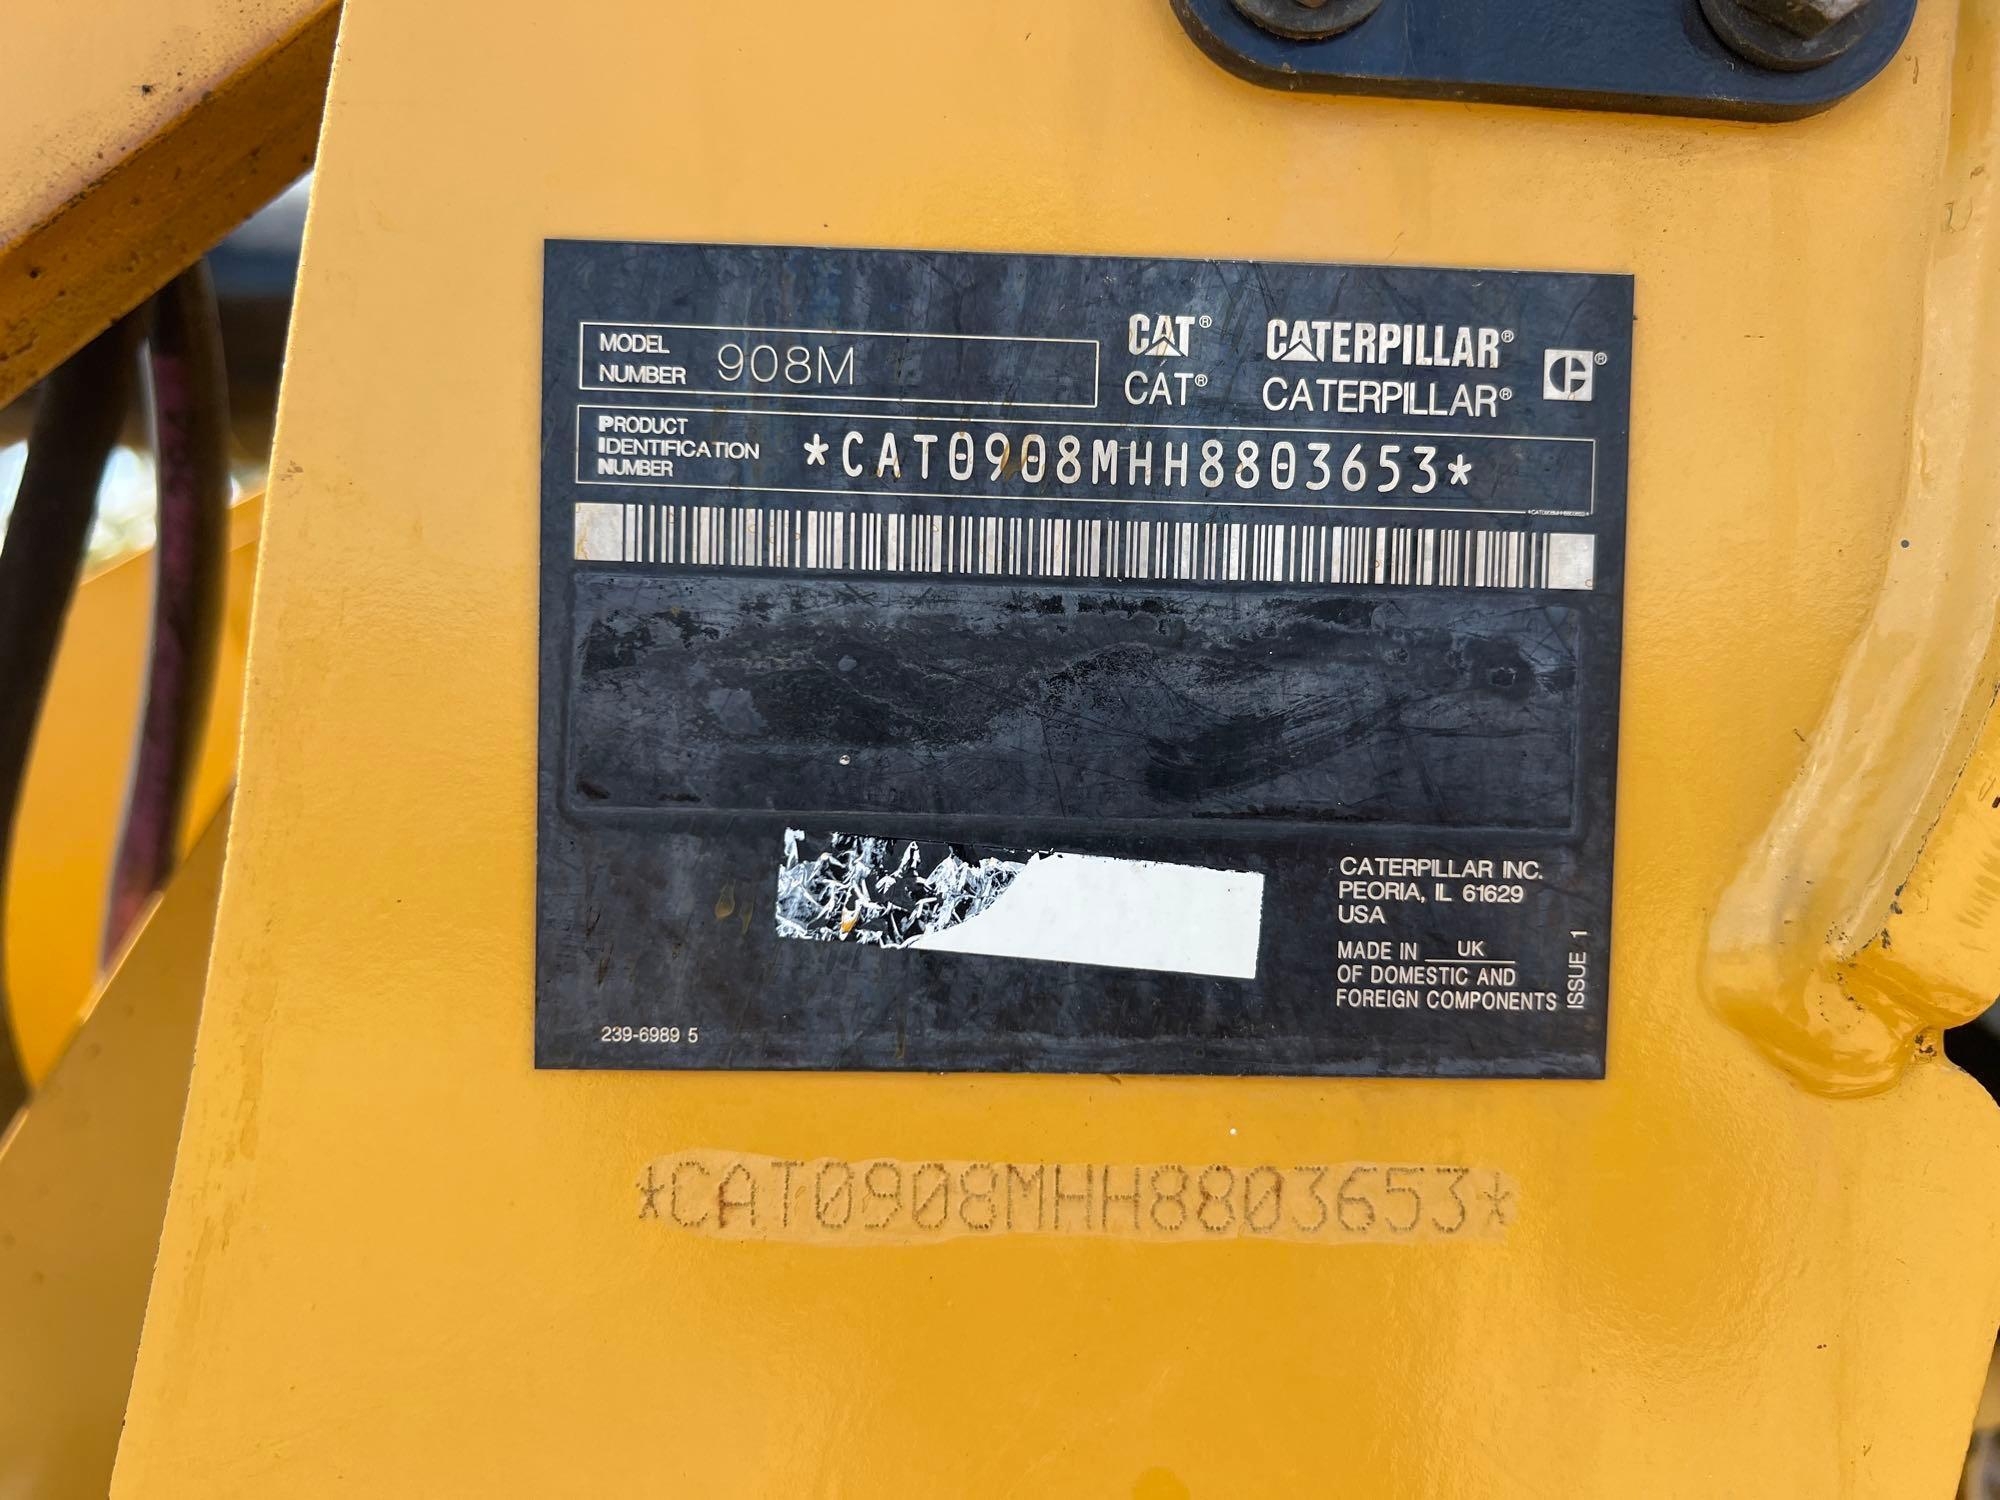 MODEL
NUMBER 908M
CAT® CATERPILLAR®
CAT® CATERPILLAR®
PRODUCT
IDENTIFICATION
NUMBER
*CAT0908MHH8803653*
*CAT0908MHH8803653*
CATERPILLAR INC.
PEORIA, IL 61629
USA
MADE IN UK
OF DOMESTIC AND
FOREIGN COMPONENTS
ISSUE 1
239-6989 5
*CAT0908MHH8803653*